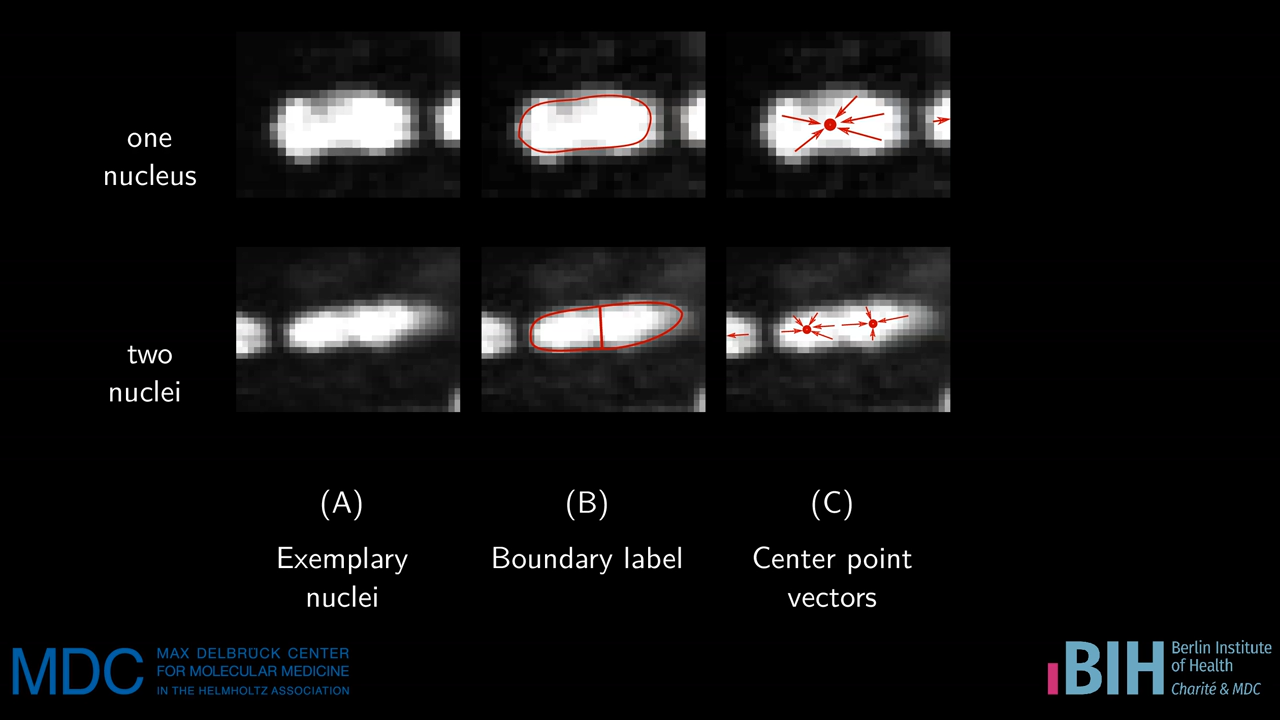 one
nucleus
two
nuclei
(A)
(B)
(C)
Exemplary
nuclei
Boundary label
Center point
vectors
MDC
MAX DELBRÜCK CENTER
FOR MOLECULAR MEDICINE
IN THE HELMHOLTZ ASSOCIATION
BIH
Berlin Institute
of Health
Charité & MDC